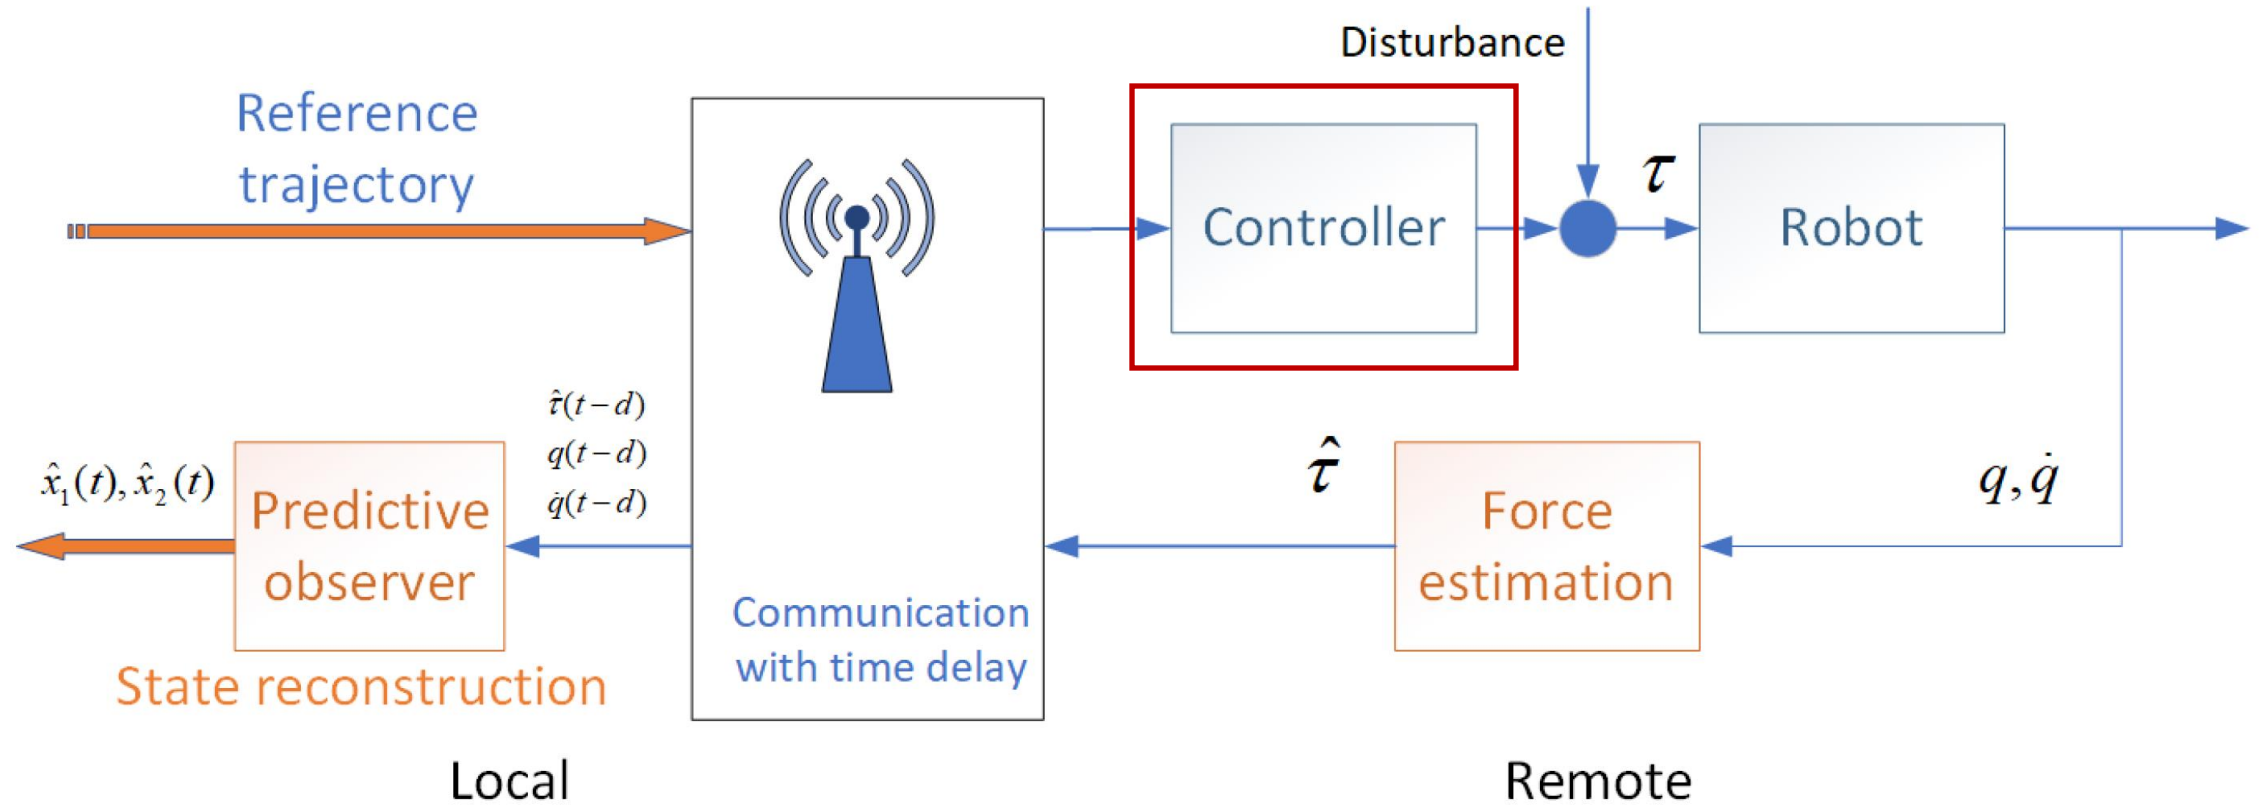 Disturbance
Reference
trajectory
Controller
τ
Robot
τ̂(t−d)
q(t−d)
q̇(t−d)
x̂₁(t), x̂₂(t)
Predictive
observer
τ̂
Force
estimation
q, q̇
Communication
with time delay
State reconstruction
Local
Remote